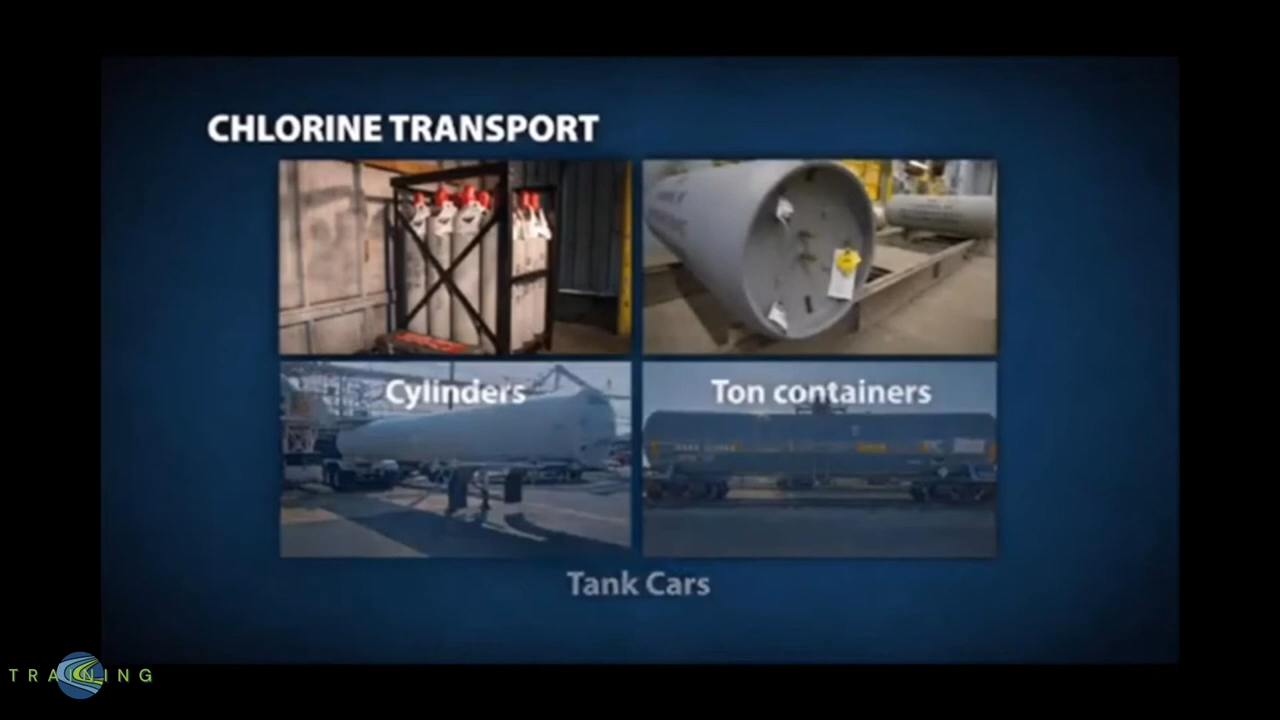 CHLORINE TRANSPORT
Cylinders
Ton containers
Tank Cars
TRAINING